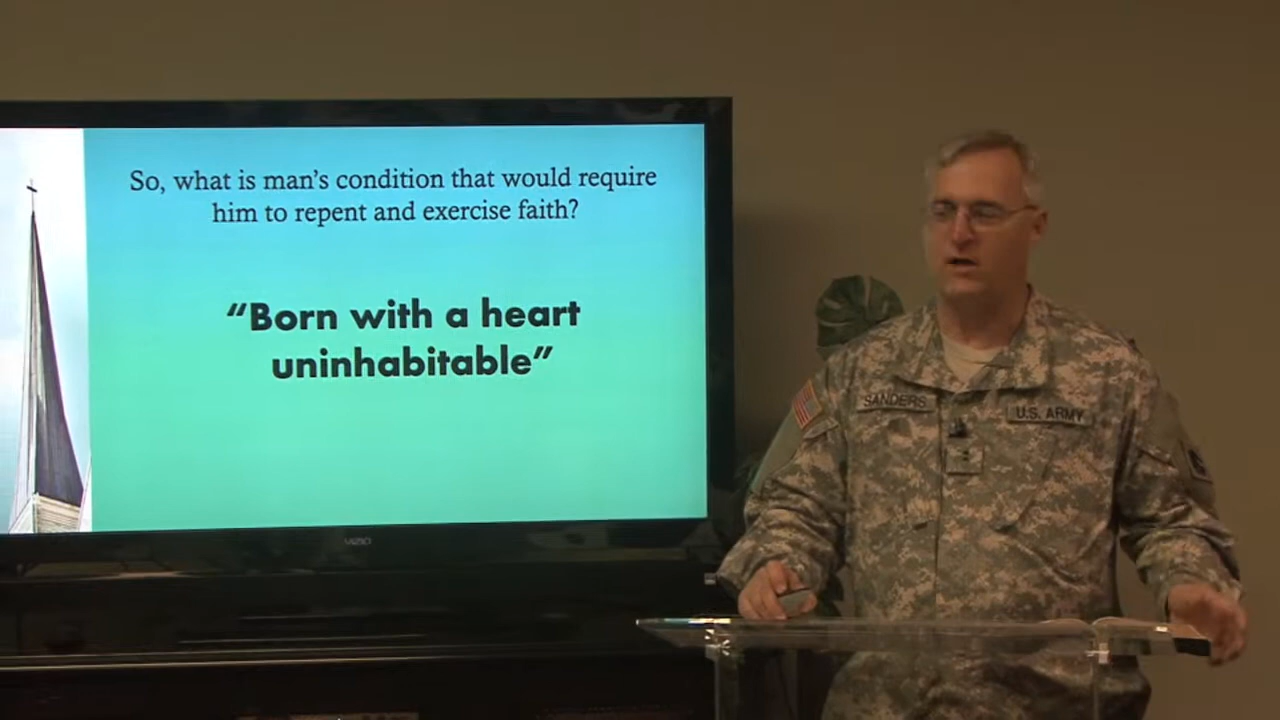 So, what is man's condition that would require
him to repent and exercise faith?
“Born with a heart
uninhabitable”
VIZIO
SANDERS
U.S. ARMY